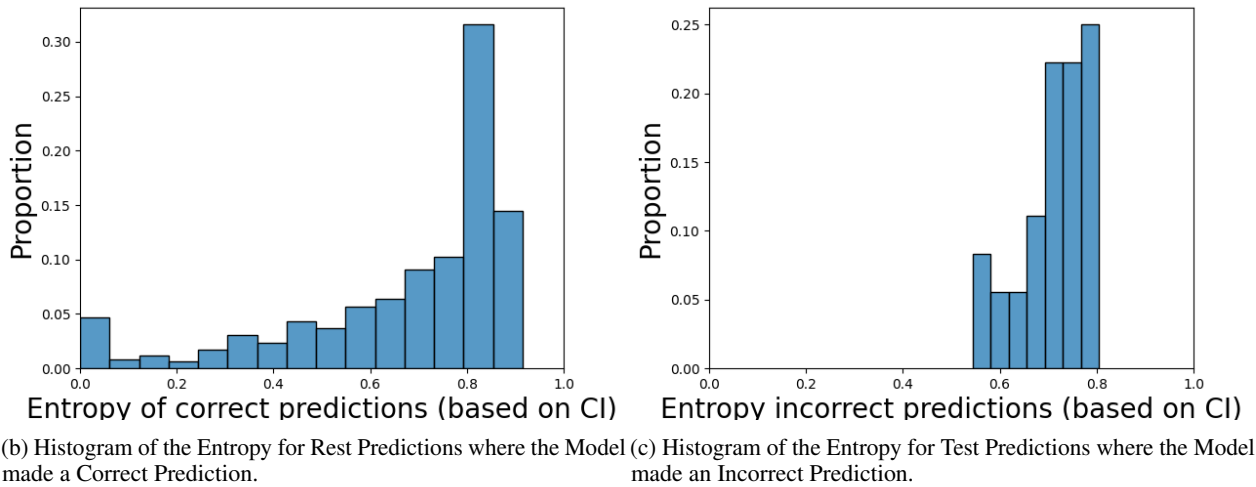 0.30
0.25
0.20
0.15
0.10
0.05
0.00
Proportion
0.0 0.2 0.4 0.6 0.8 1.0
Entropy of correct predictions (based on CI)
(b) Histogram of the Entropy for Rest Predictions where the Model
made a Correct Prediction.
0.25
0.20
0.15
0.10
0.05
0.00
Proportion
0.0 0.2 0.4 0.6 0.8 1.0
Entropy incorrect predictions (based on CI)
(c) Histogram of the Entropy for Test Predictions where the Model
made an Incorrect Prediction.